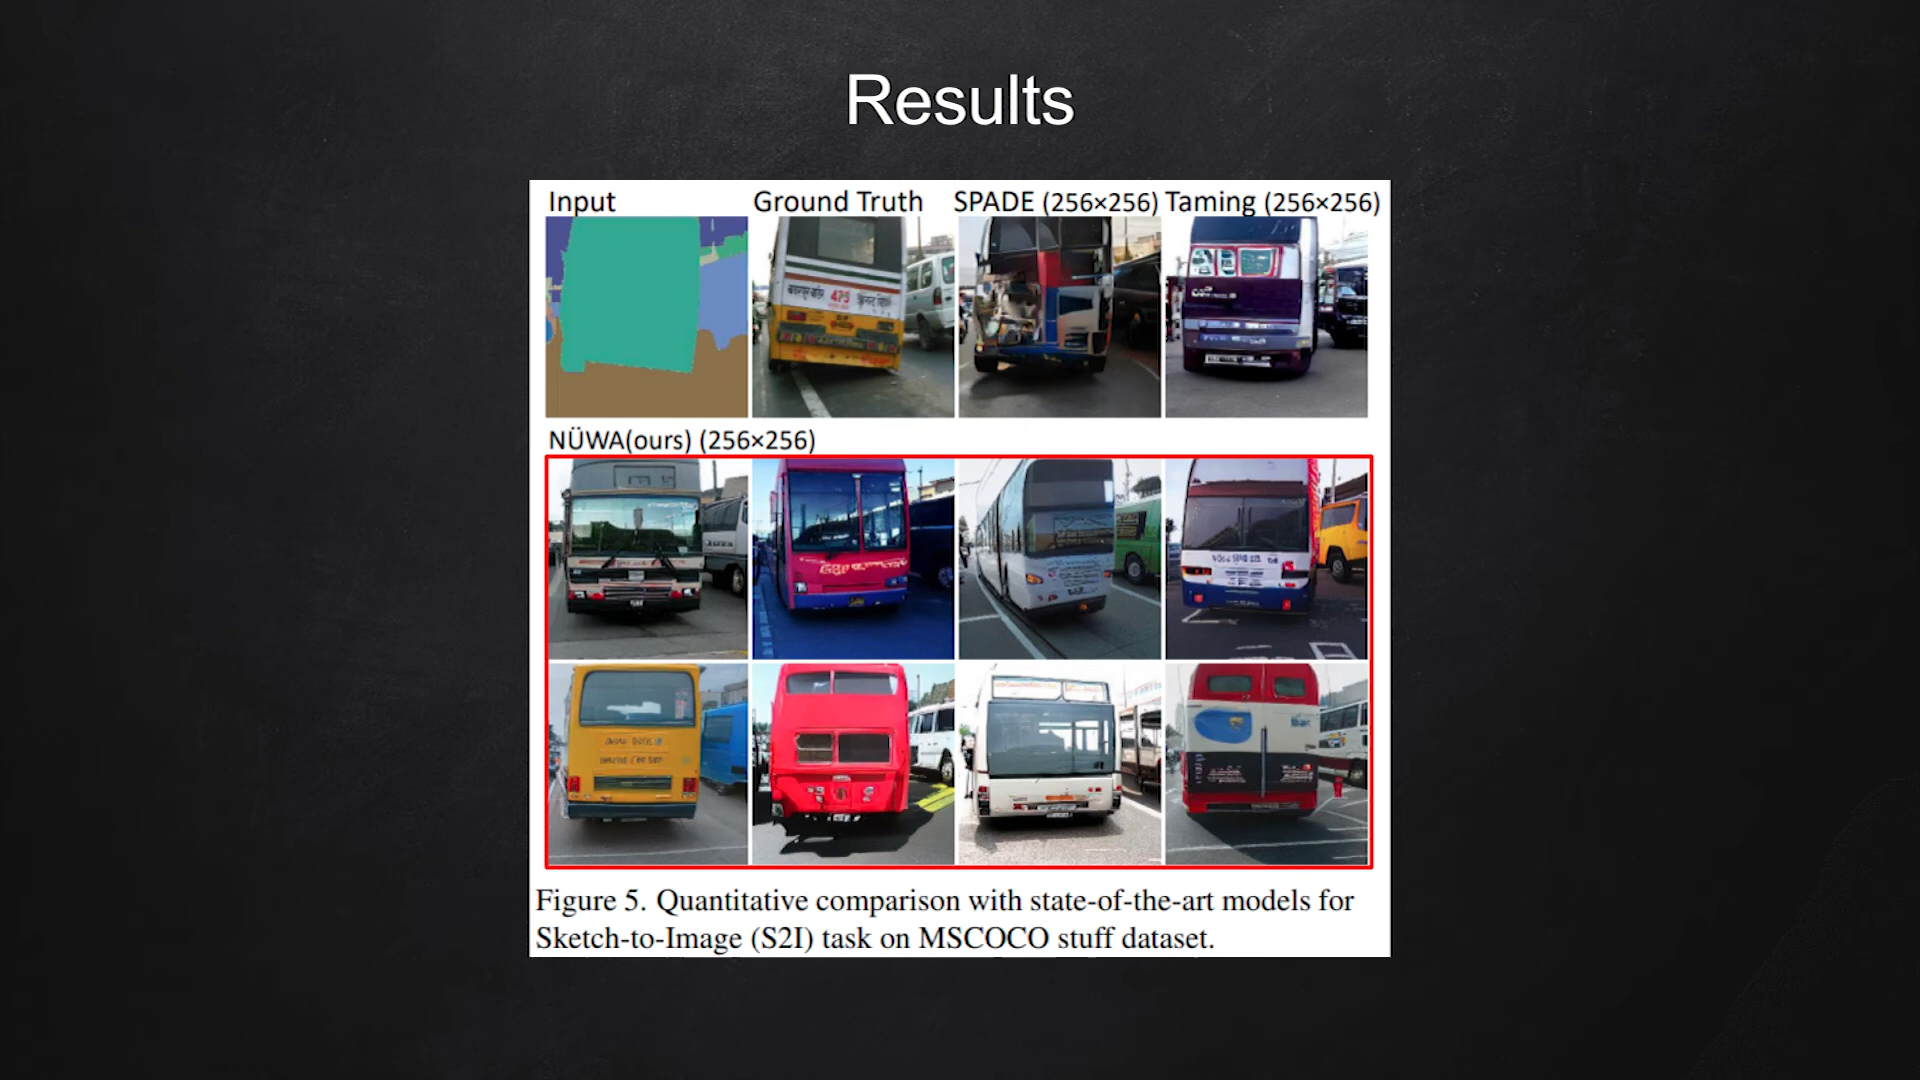 Results
Input Ground Truth SPADE (256×256) Taming (256×256)
479
NÜWA(ours) (256×256)
Figure 5. Quantitative comparison with state-of-the-art models for
Sketch-to-Image (S2I) task on MSCOCO stuff dataset.